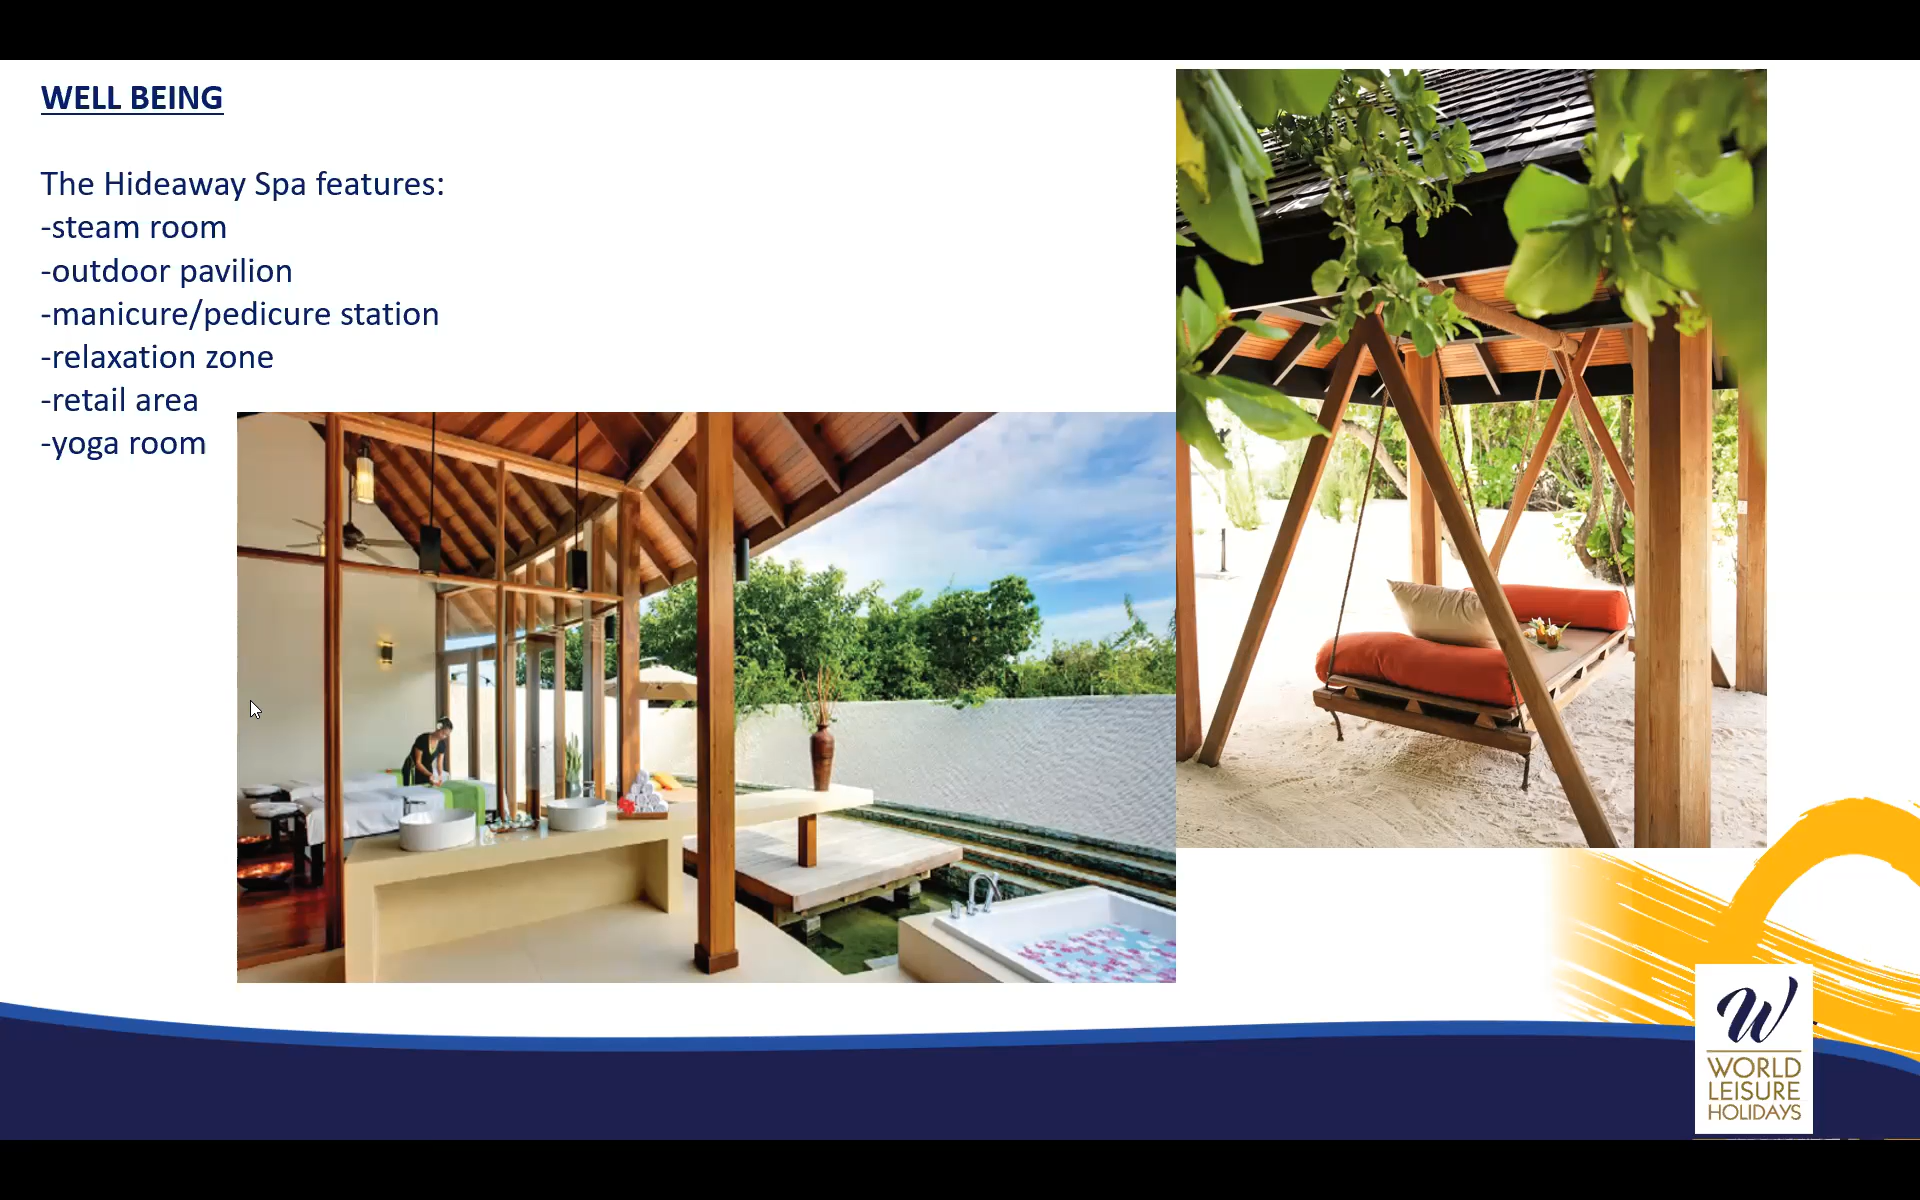 WELL BEING
The Hideaway Spa features:
-steam room
-outdoor pavilion
-manicure/pedicure station
-relaxation zone
-retail area
-yoga room
W
WORLD
LEISURE
HOLIDAYS